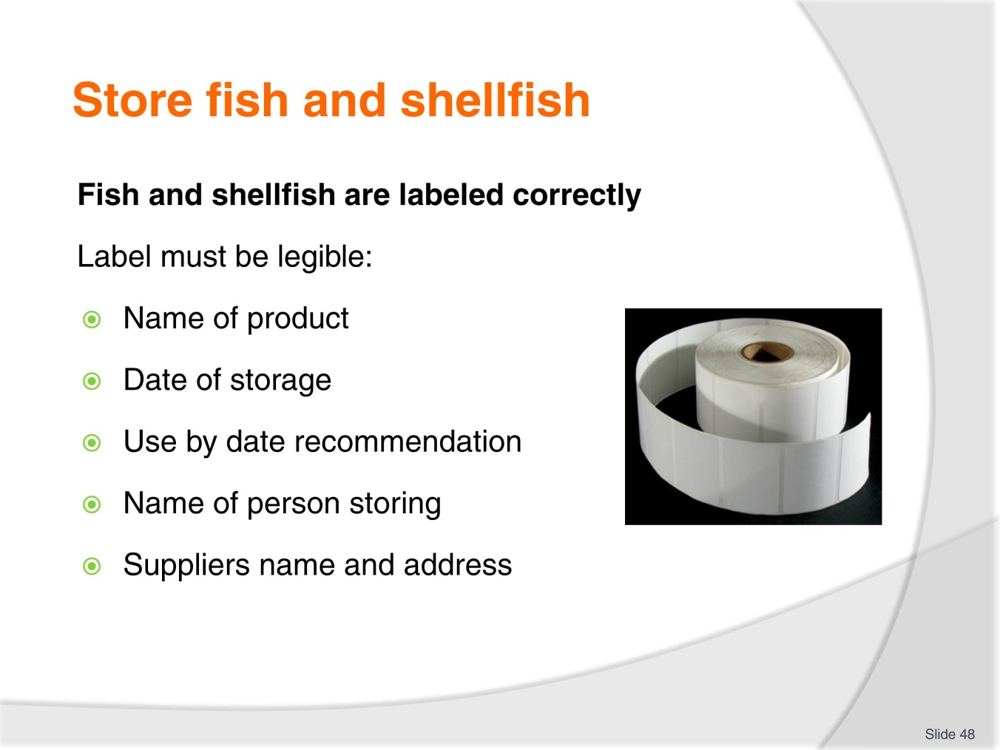 Store fish and shellfish
Fish and shellfish are labeled correctly
Label must be legible:
Name of product
Date of storage
Use by date recommendation
Name of person storing
Suppliers name and address
Slide 48